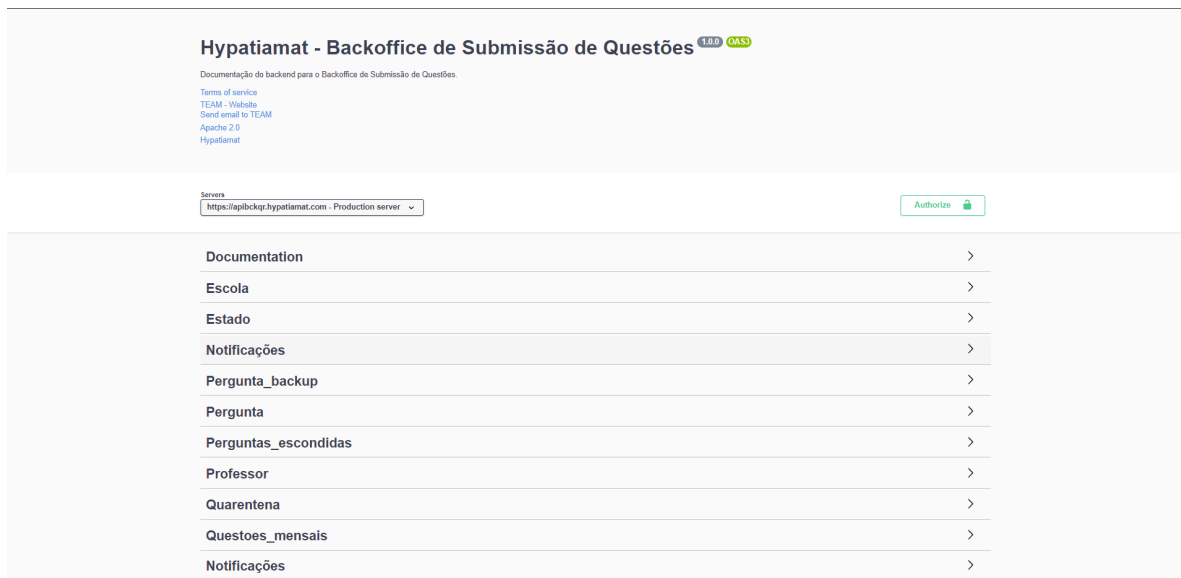 Hypatiamat - Backoffice de Submissão de Questões 1.0.0 OAS3
Documentação do backend para o Backoffice de Submissão de Questões.
Terms of service
TEAM - Website
Send email to TEAM
Apache 2.0
Hypatiamat
Servers
https://apibckqr.hypatiamat.com - Production server
Authorize
Documentation
Escola
Estado
Notificações
Pergunta_backup
Pergunta
Perguntas_escondidas
Professor
Quarentena
Questoes_mensais
Notificações